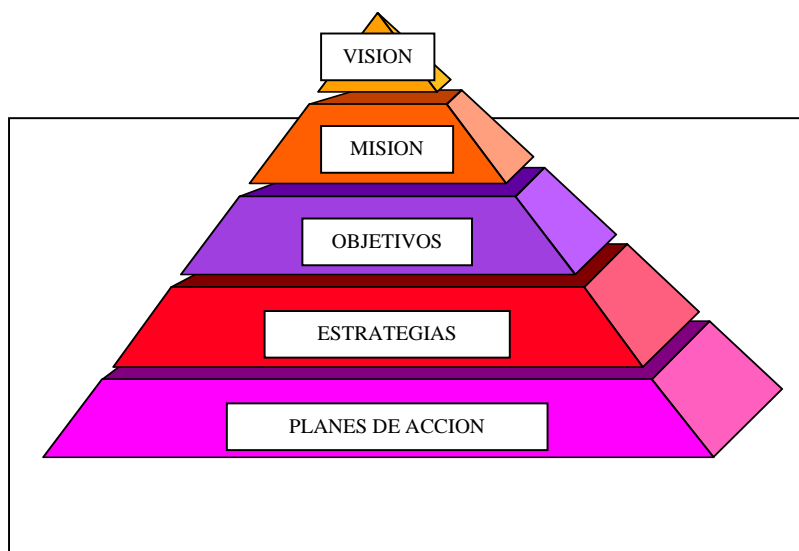 VISION
MISION
OBJETIVOS
ESTRATEGIAS
PLANES DE ACCION